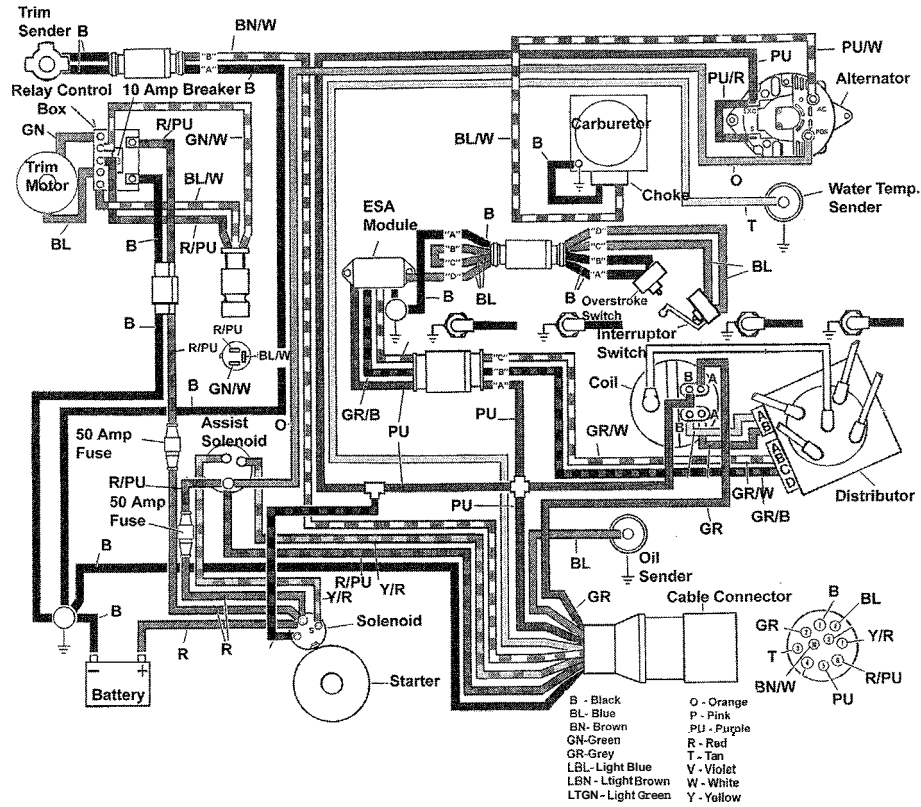 Trim
Sender
B
BN/W
"B"
"A"
B
Relay Control
Box
10 Amp Breaker
GN
R/PU
GN/W
Trim
Motor
BL
BL/W
R/PU
B
PU
PU/W
PU/R
Alternator
EXC
S
AC
POS
Carburetor
BL/W
B
Choke
O
Water Temp.
Sender
T
ESA
Module
B
"A"
"B"
"C"
"D"
"D"
"C"
"B"
"A"
B
BL
B
BL
Overstroke
Switch
Interruptor
Switch
B
R/PU
R/PU
BL/W
GN/W
B
O
GR/B
PU
"C"
"B"
"A"
PU
Coil
B
A
B
A
A
B
A
B
C
D
GR/W
GR
GR/W
GR/B
Distributor
50 Amp
Fuse
Assist
Solenoid
R/PU
50 Amp
Fuse
PU
PU
GR
B
R/PU
Y/R
Y/R
BL
Oil
Sender
GR
Cable Connector
B
R
R
S
Solenoid
Starter
-
+
Battery
B
BL
GR
Y/R
T
BN/W
R/PU
PU
B - Black
BL- Blue
BN- Brown
GN-Green
GR-Grey
LBL- Light Blue
LBN - Ltight Brown
LTGN - Light Green
O - Orange
P - Pink
PU - Purple
R - Red
T - Tan
V - Violet
W - White
Y - Yellow